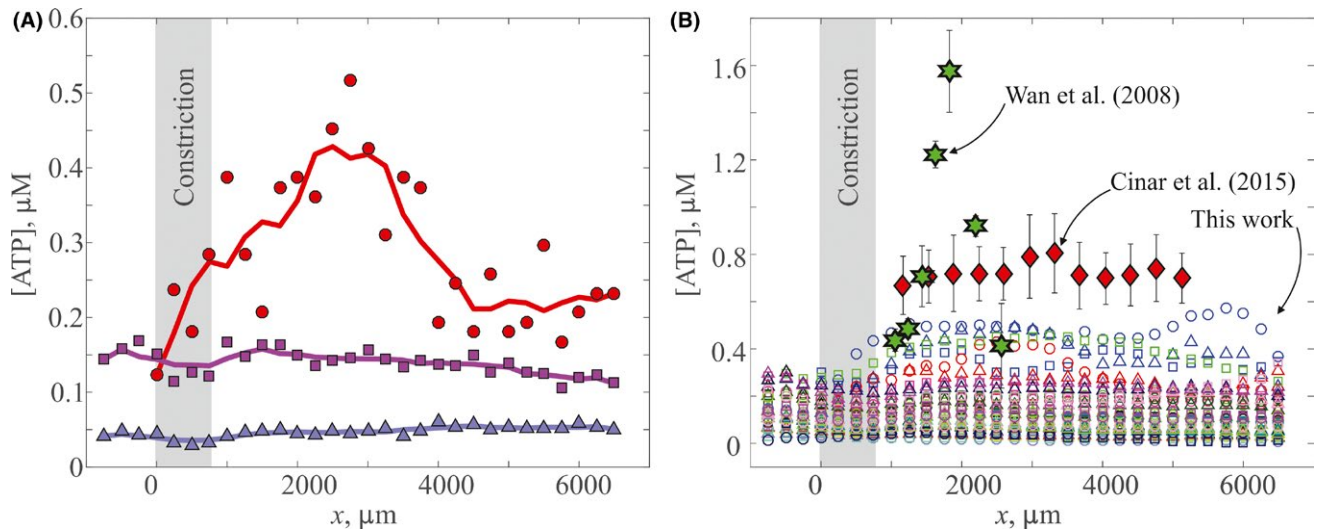 (A)
0.6
0.5
0.4
0.3
0.2
0.1
0
[ATP], μM
Constriction
0 2000 4000 6000
x, μm
(B)
1.6
1.2
0.8
0.4
0
[ATP], μM
Constriction
Wan et al. (2008)
Cinar et al. (2015)
This work
0 2000 4000 6000
x, μm